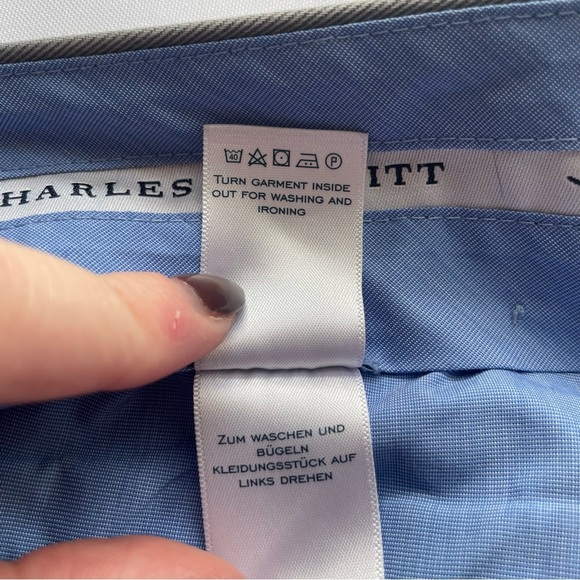 40 P
TURN GARMENT INSIDE
OUT FOR WASHING AND
IRONING
HARLES ITT
ZUM WASCHEN UND
BÜGELN
KLEIDUNGSSTÜCK AUF
LINKS DREHEN